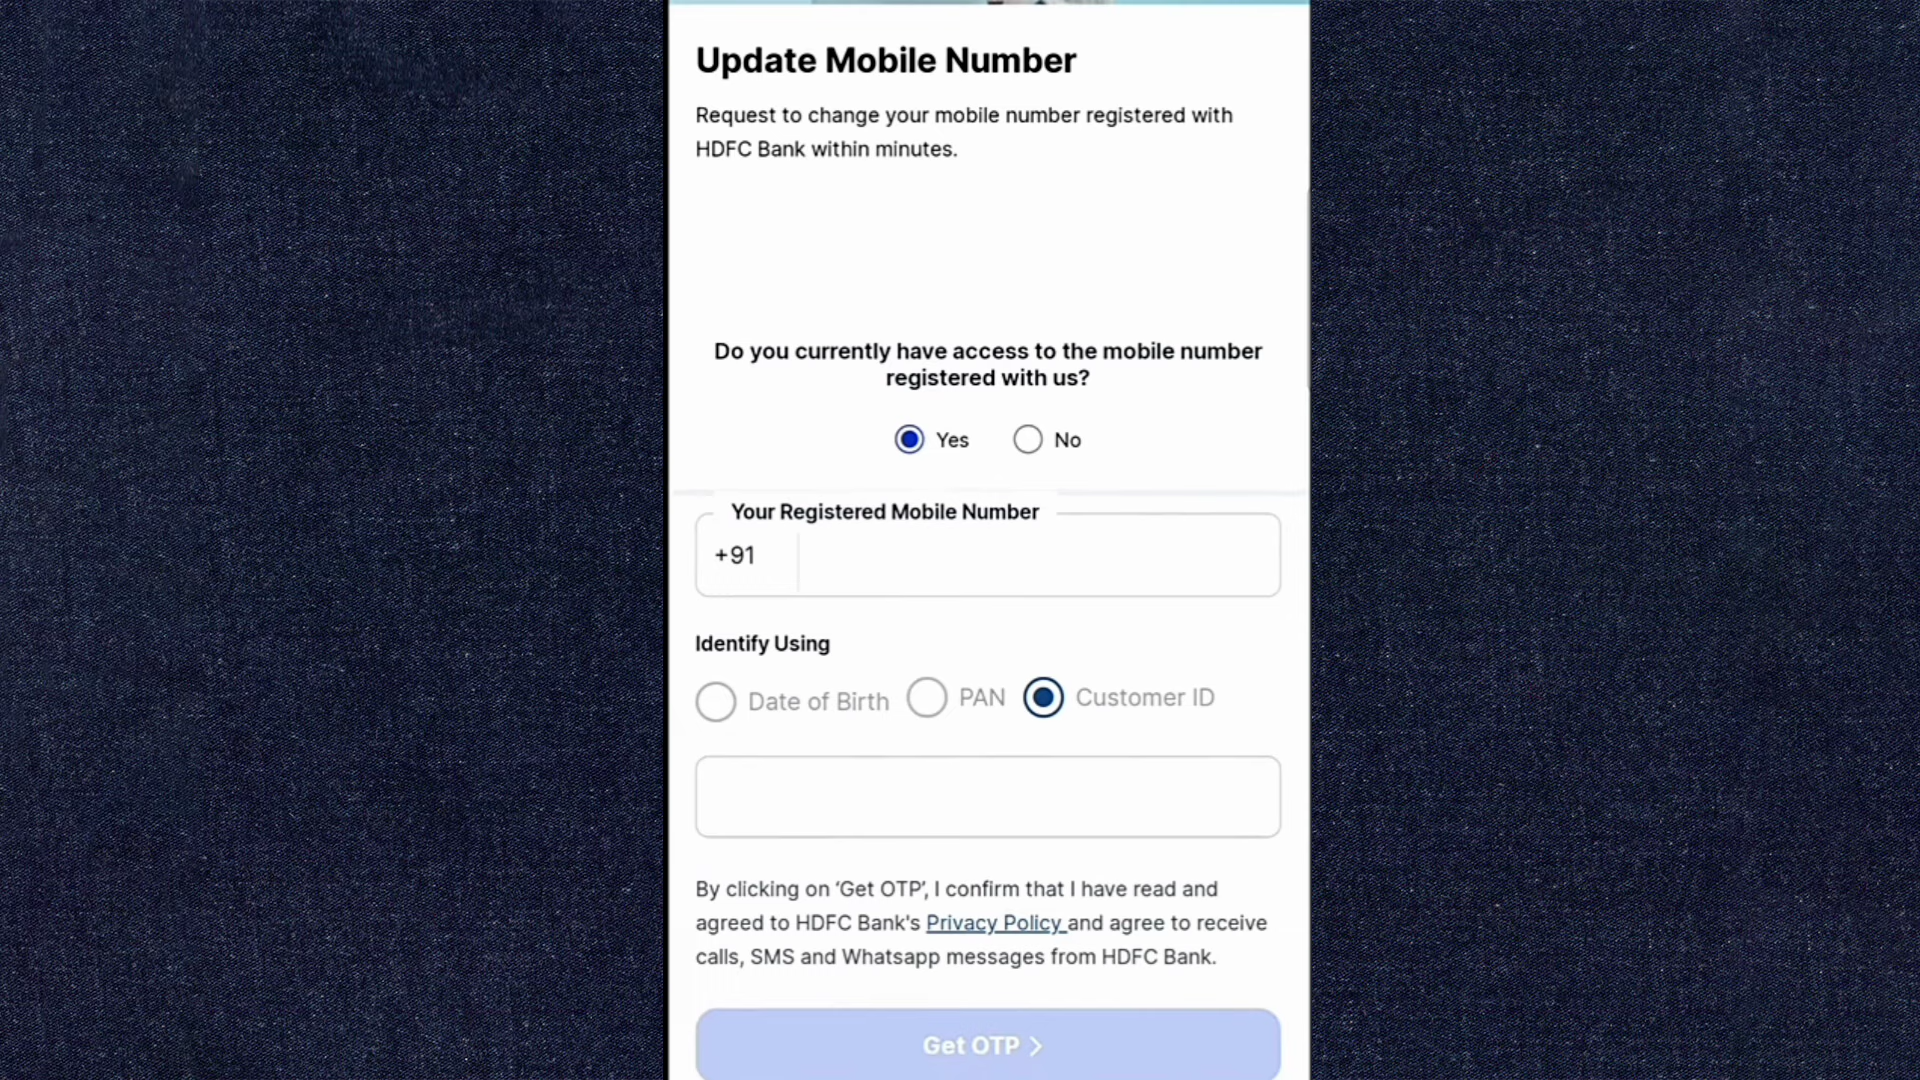 Update Mobile Number
Request to change your mobile number registered with
HDFC Bank within minutes.
Do you currently have access to the mobile number
registered with us?
Yes No
Your Registered Mobile Number
+91
Identify Using
Date of Birth PAN Customer ID
By clicking on ‘Get OTP’, I confirm that I have read and
agreed to HDFC Bank's Privacy Policy and agree to receive
calls, SMS and Whatsapp messages from HDFC Bank.
Get OTP >